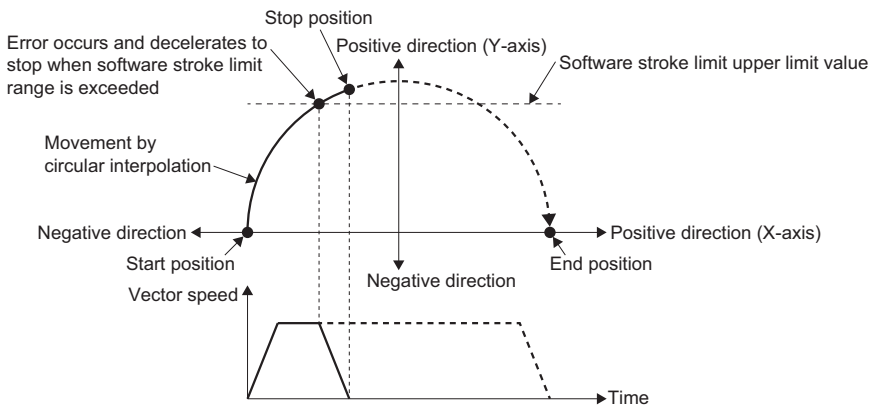 Stop position
Error occurs and decelerates to
stop when software stroke limit
range is exceeded
Positive direction (Y-axis)
Software stroke limit upper limit value
Movement by
circular interpolation
Negative direction
Positive direction (X-axis)
Start position
End position
Negative direction
Vector speed
Time